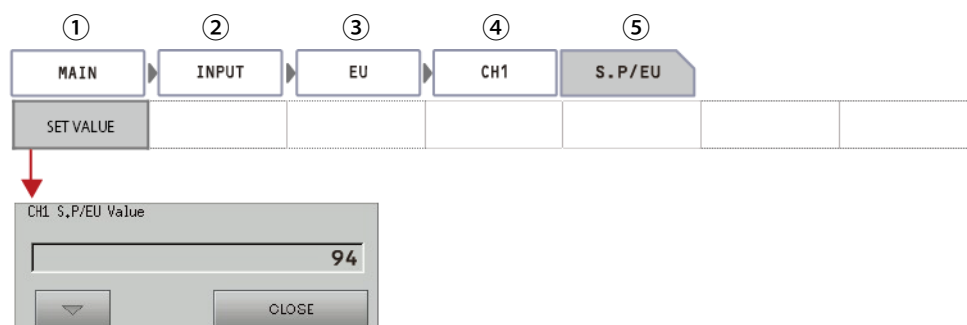 ① ② ③ ④ ⑤
MAIN INPUT EU CH1 S.P/EU
SET VALUE
CH1 S.P/EU Value
94
CLOSE